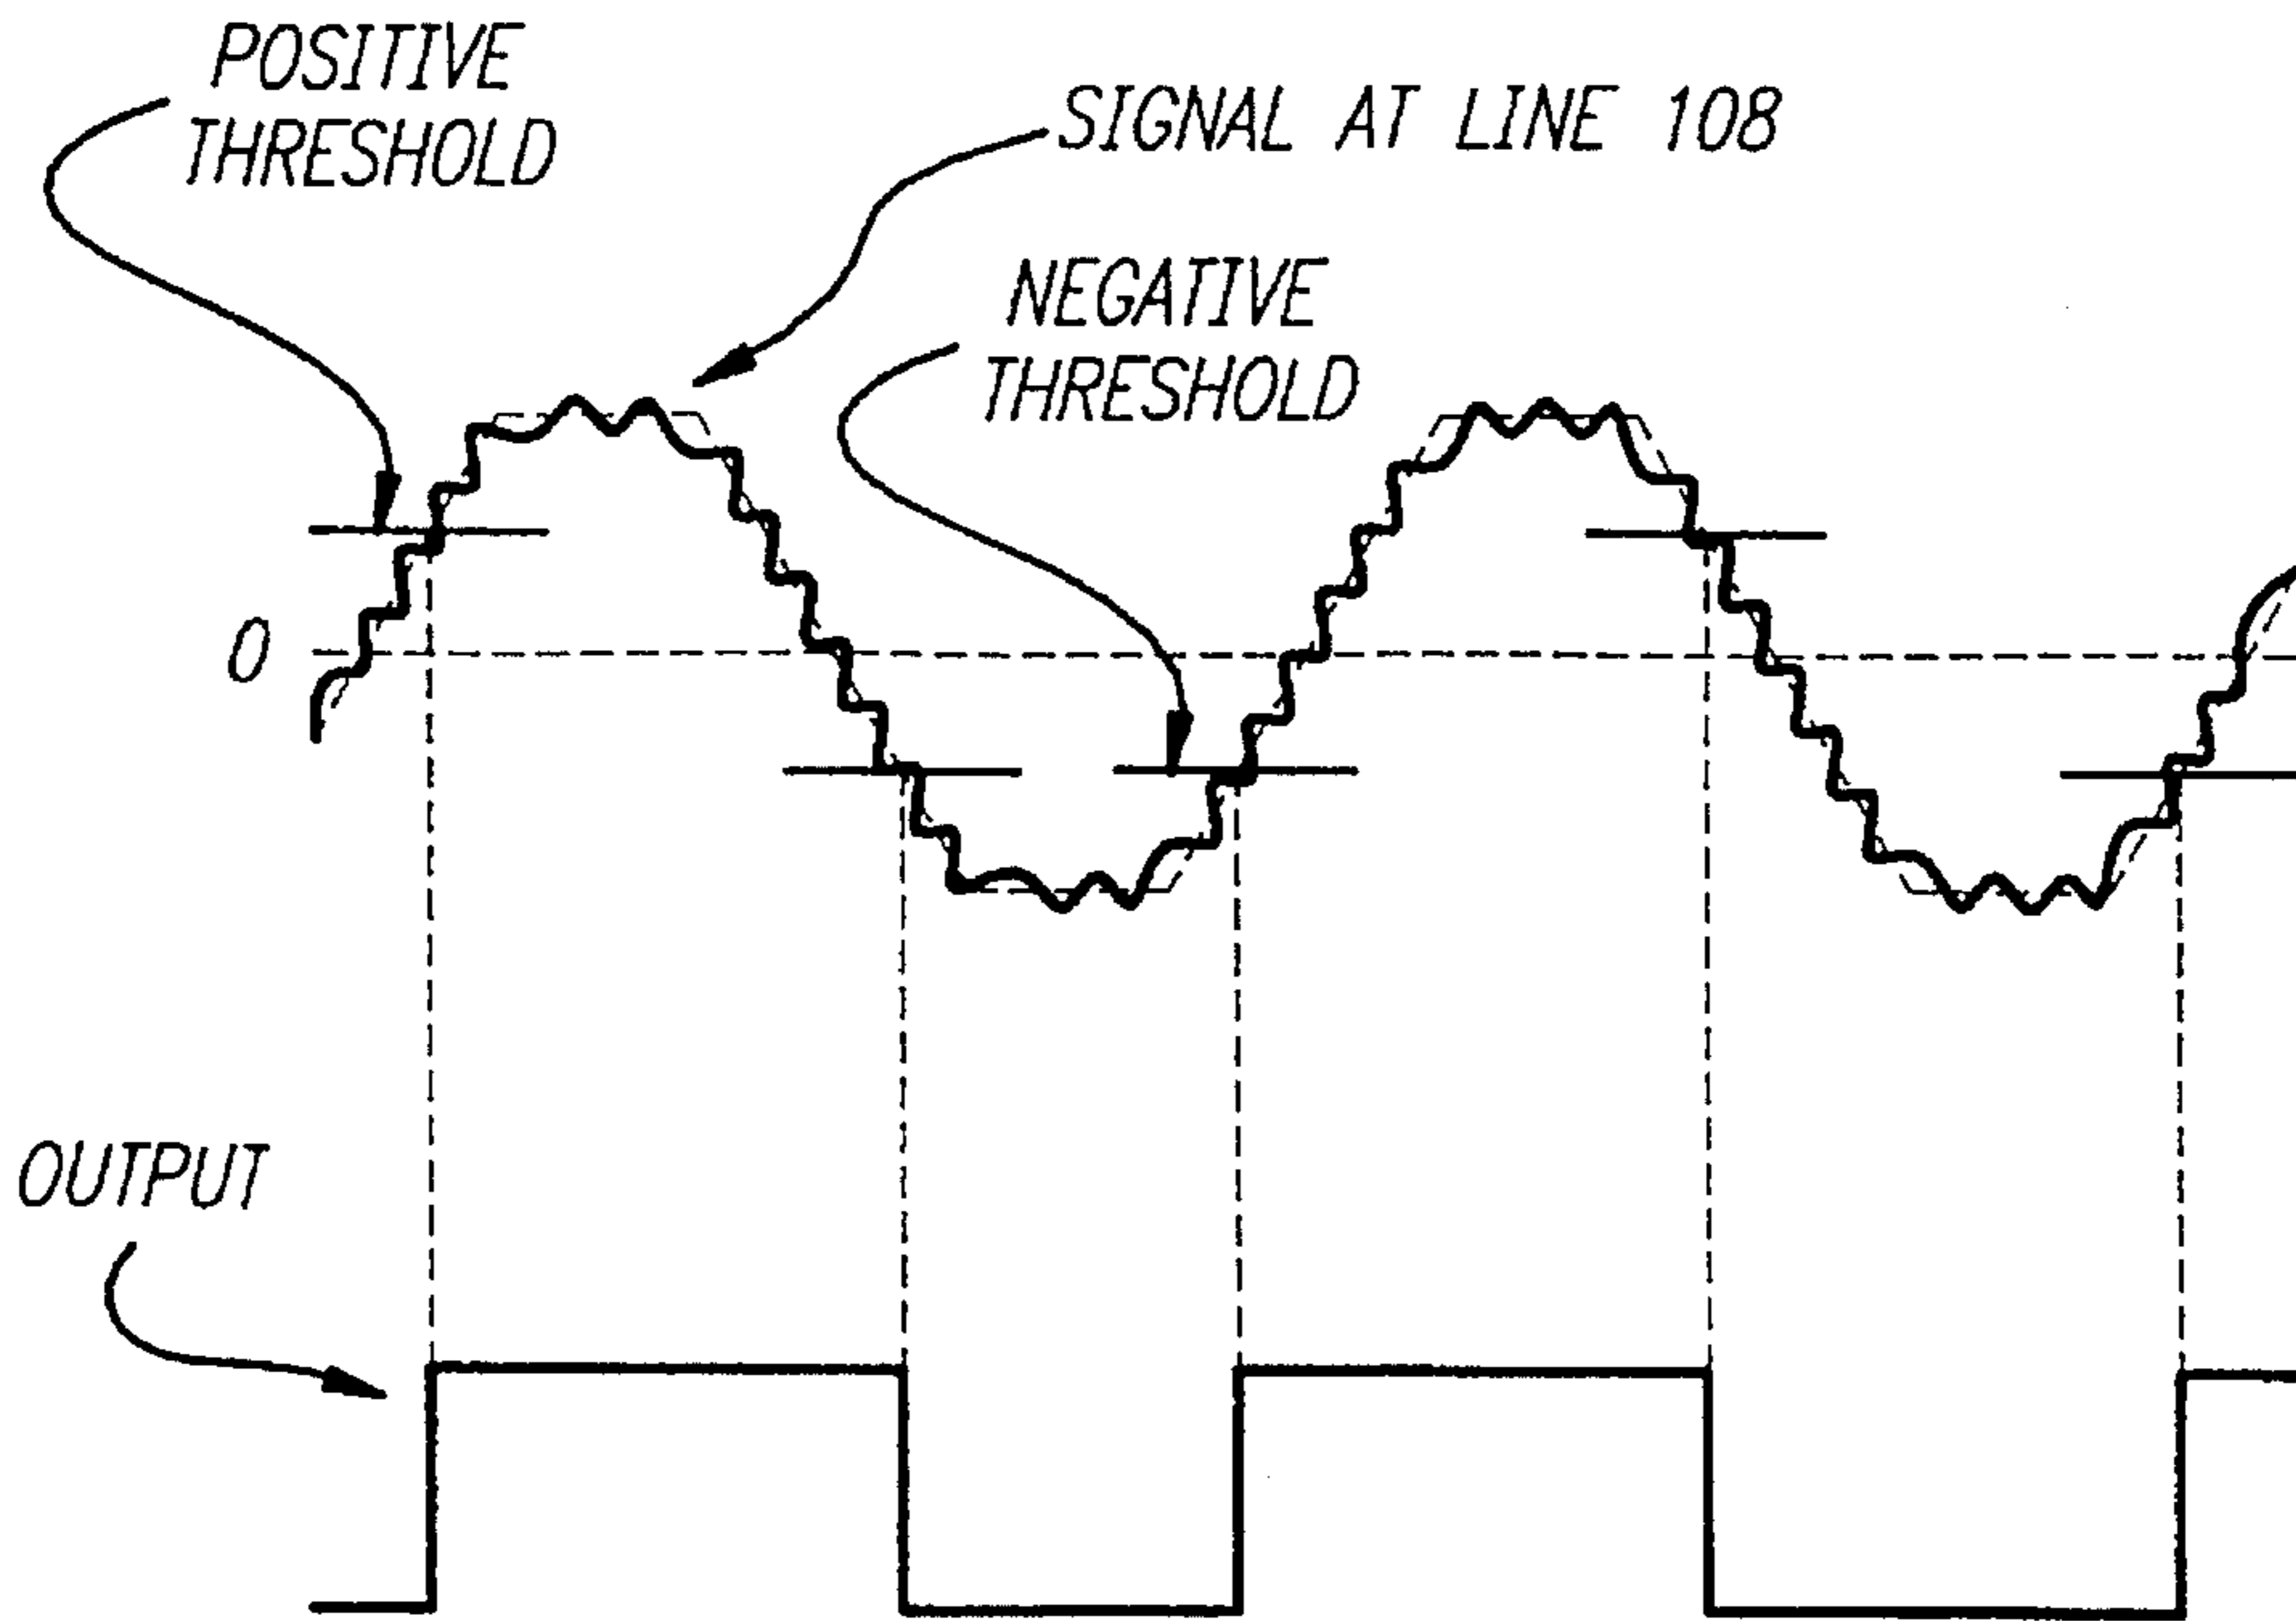 POSITIVE
THRESHOLD
SIGNAL AT LINE 108
NEGATIVE
THRESHOLD
0
OUTPUT